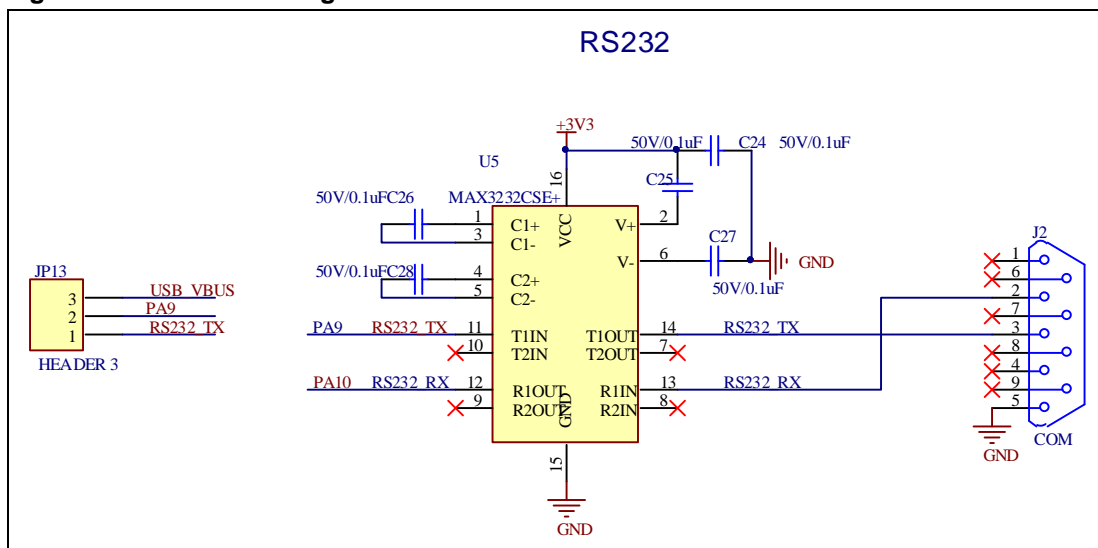 RS232
+3V3
50V/0.1uF C24 50V/0.1uF
U5
16
C25
50V/0.1uFC26
MAX3232CSE+
1 C1+ VCC V+ 2
3 C1-
C27
J2
V- 6
GND
1
JP13
50V/0.1uFC28
4 C2+
50V/0.1uF
6
3 USB_VBUS
5 C2-
2
2 PA9
7
1 RS232_TX
PA9 RS232_TX 11 T1IN T1OUT 14 RS232_TX
3
HEADER 3
10 T2IN T2OUT 7
8
4
PA10 RS232_RX 12 R1OUT R1IN 13 RS232_RX
9
9 R2OUT GND R2IN 8
5
COM
GND
15
GND